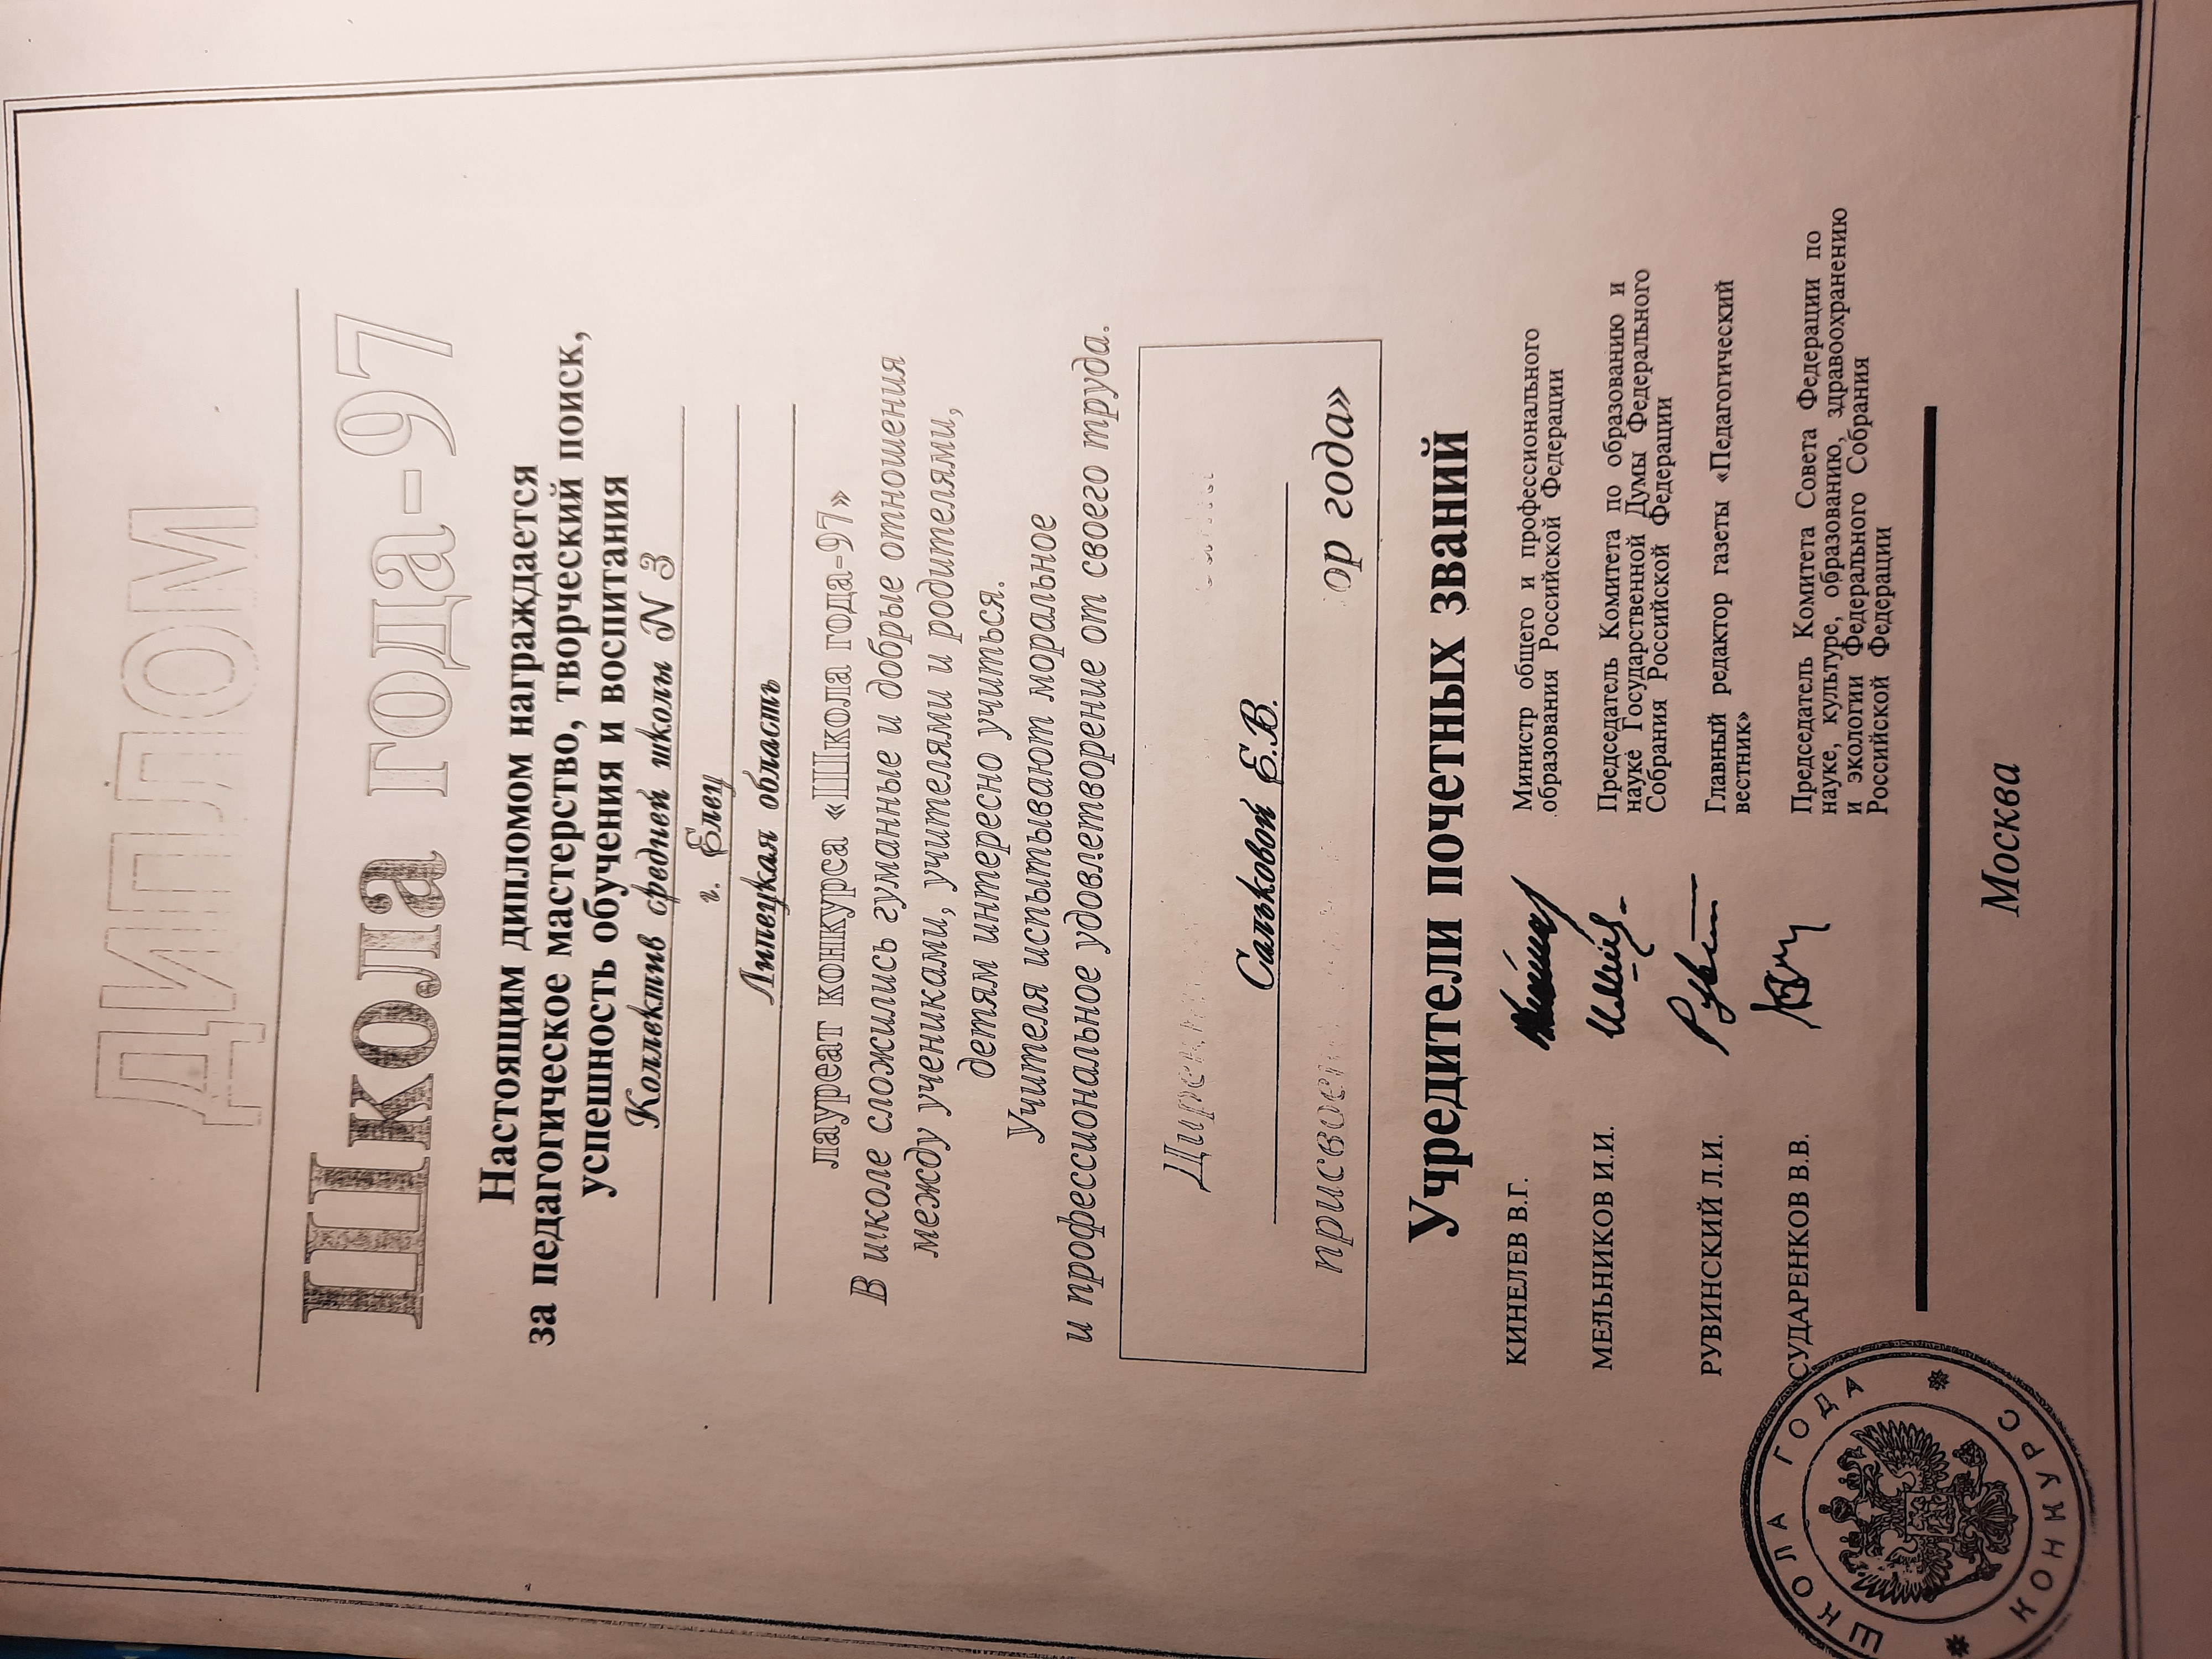 ДИПЛОМ
Школа года-97
Настоящим дипломом награждается
за педагогическое мастерство, творческий поиск,
успешность обучения и воспитания
Коллектив средней школы N 3
г. Елец
Липецкая область
лауреат конкурса «Школа года-97»
В школе сложились гуманные и добрые отношения
между учениками, учителями и родителями,
детям интересно учиться.
Учителя испытывают моральное
и профессиональное удовлетворение от своего труда.
Сальковой Е.В.
ор года»
Учредители почетных званий
КИНЕЛЕВ В.Г.
Министр общего и профессионального
образования Российской Федерации
МЕЛЬНИКОВ И.И.
Председатель Комитета по образованию и
науке Государственной Думы Федерального
Собрания Российской Федерации
РУВИНСКИЙ Л.И.
Главный редактор газеты «Педагогический
вестник»
СУДАРЕНКОВ В.В
Председатель Комитета Совета Федерации по
науке, культуре, образованию, здравоохранению
и экологии Федерального Собрания
Российской Федерации
Москва
ШКОЛА ГОДА
КОНКУРС